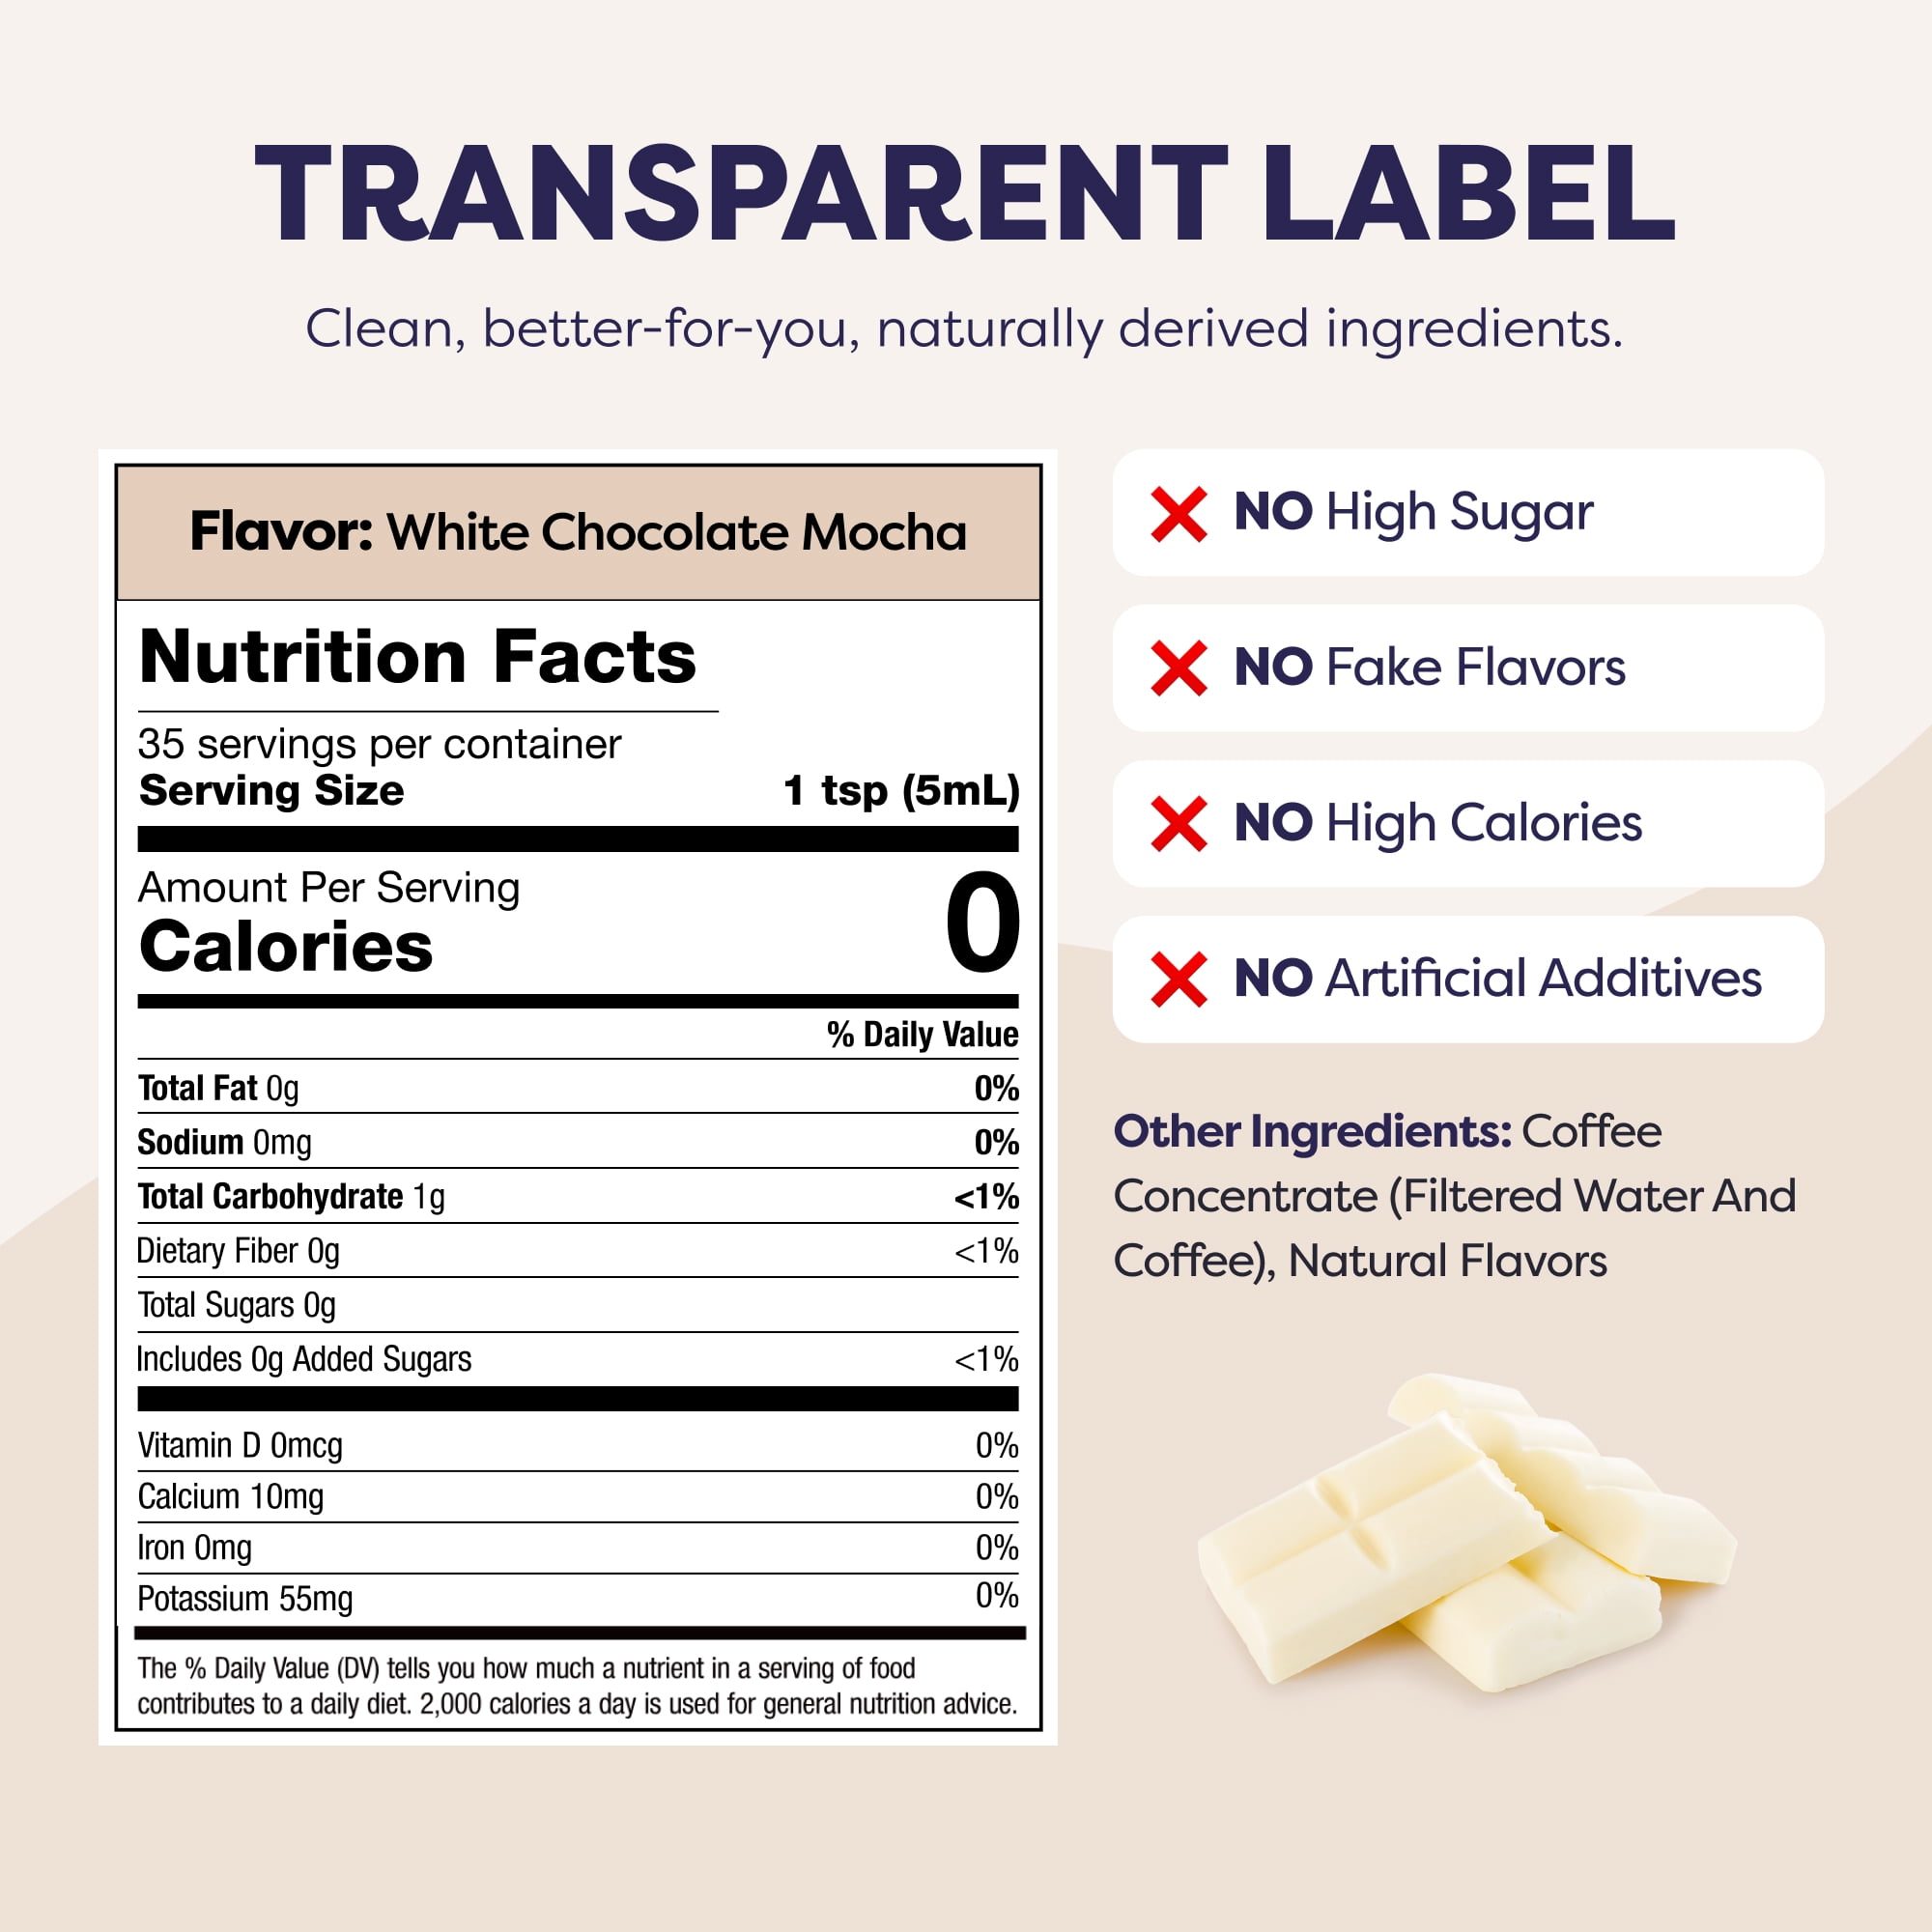 TRANSPARENT LABEL
Clean, better-for-you, naturally derived ingredients.
Flavor: White Chocolate Mocha
Nutrition Facts
35 servings per container
Serving Size 1 tsp (5mL)
Amount Per Serving
Calories 0
% Daily Value
Total Fat 0g 0%
Sodium 0mg 0%
Total Carbohydrate 1g <1%
Dietary Fiber 0g <1%
Total Sugars 0g
Includes 0g Added Sugars <1%
Vitamin D 0mcg 0%
Calcium 10mg 0%
Iron 0mg 0%
Potassium 55mg 0%
The % Daily Value (DV) tells you how much a nutrient in a serving of food
contributes to a daily diet. 2,000 calories a day is used for general nutrition advice.
NO High Sugar
NO Fake Flavors
NO High Calories
NO Artificial Additives
Other Ingredients: Coffee
Concentrate (Filtered Water And
Coffee), Natural Flavors